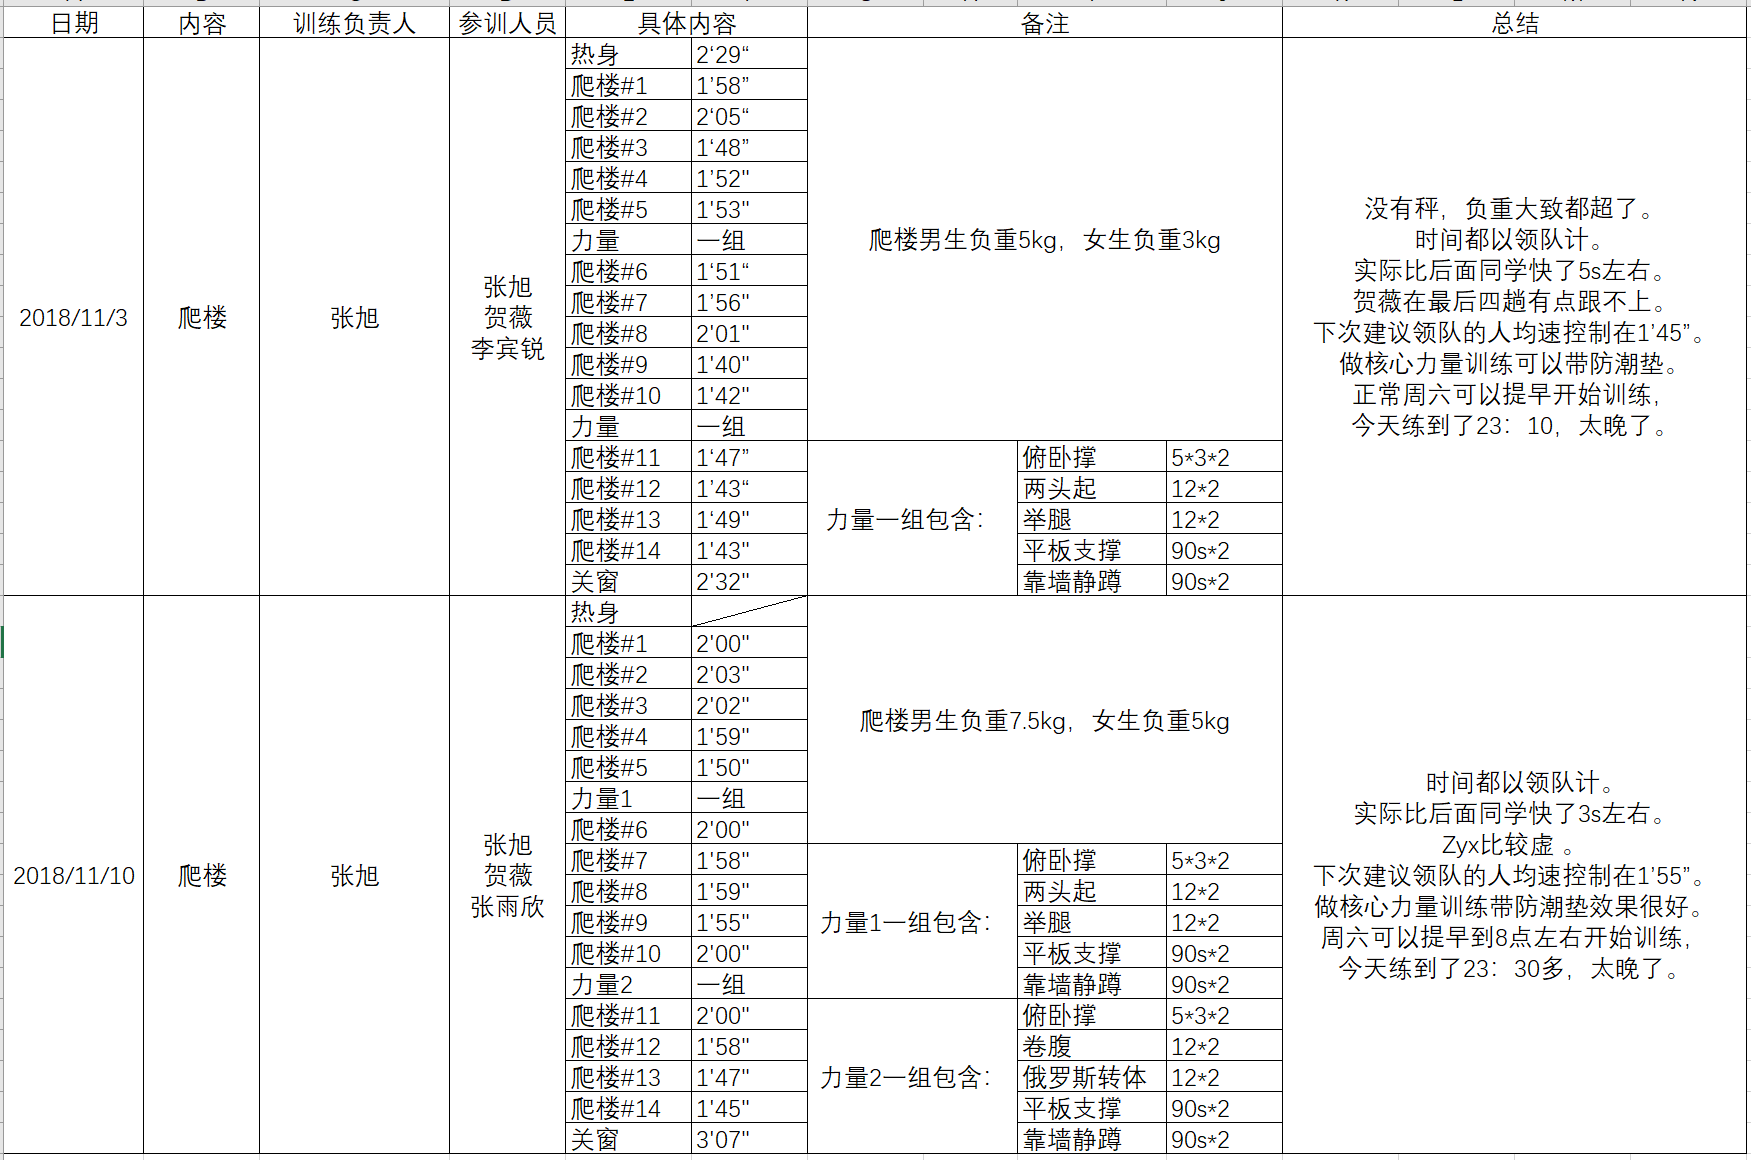 日期 内容 训练负责人 参训人员 具体内容 备注 总结
2018/11/3 爬楼 张旭
张旭
贺薇
李宾锐
热身 2‘29“
爬楼#1 1’58”
爬楼#2 2‘05“
爬楼#3 1‘48”
爬楼#4 1’52"
爬楼#5 1'53"
力量 一组
爬楼#6 1‘51“
爬楼#7 1’56"
爬楼#8 2'01"
爬楼#9 1'40"
爬楼#10 1'42"
力量 一组
爬楼#11 1‘47”
爬楼#12 1’43“
爬楼#13 1‘49"
爬楼#14 1'43"
关窗 2'32"
爬楼男生负重5kg，女生负重3kg
力量一组包含：
俯卧撑 5*3*2
两头起 12*2
举腿 12*2
平板支撑 90s*2
靠墙静蹲 90s*2
没有秤，负重大致都超了。
时间都以领队计。
实际比后面同学快了5s左右。
贺薇在最后四趟有点跟不上。
下次建议领队的人均速控制在1’45”。
做核心力量训练可以带防潮垫。
正常周六可以提早开始训练，
今天练到了23：10，太晚了。
2018/11/10 爬楼 张旭
张旭
贺薇
张雨欣
热身
爬楼#1 2'00"
爬楼#2 2'03"
爬楼#3 2'02"
爬楼#4 1'59"
爬楼#5 1'50"
力量1 一组
爬楼#6 2'00"
爬楼#7 1'58"
爬楼#8 1'59"
爬楼#9 1'55"
爬楼#10 2'00"
力量2 一组
爬楼#11 2'00"
爬楼#12 1'58"
爬楼#13 1'47"
爬楼#14 1'45"
关窗 3'07"
爬楼男生负重7.5kg，女生负重5kg
力量1一组包含：
俯卧撑 5*3*2
两头起 12*2
举腿 12*2
平板支撑 90s*2
靠墙静蹲 90s*2
力量2一组包含：
俯卧撑 5*3*2
卷腹 12*2
俄罗斯转体 12*2
平板支撑 90s*2
靠墙静蹲 90s*2
时间都以领队计。
实际比后面同学快了3s左右。
Zyx比较虚 。
下次建议领队的人均速控制在1’55”。
做核心力量训练带防潮垫效果很好。
周六可以提早到8点左右开始训练，
今天练到了23：30多，太晚了。